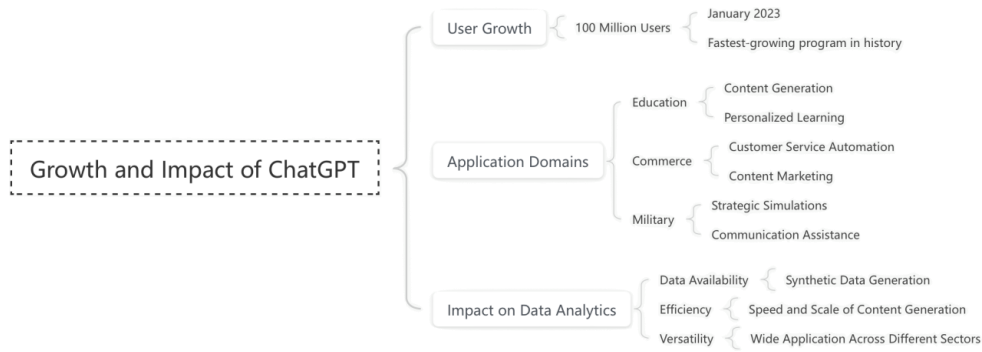 Growth and Impact of ChatGPT
User Growth
100 Million Users
January 2023
Fastest-growing program in history
Application Domains
Education
Content Generation
Personalized Learning
Commerce
Customer Service Automation
Content Marketing
Military
Strategic Simulations
Communication Assistance
Impact on Data Analytics
Data Availability
Synthetic Data Generation
Efficiency
Speed and Scale of Content Generation
Versatility
Wide Application Across Different Sectors